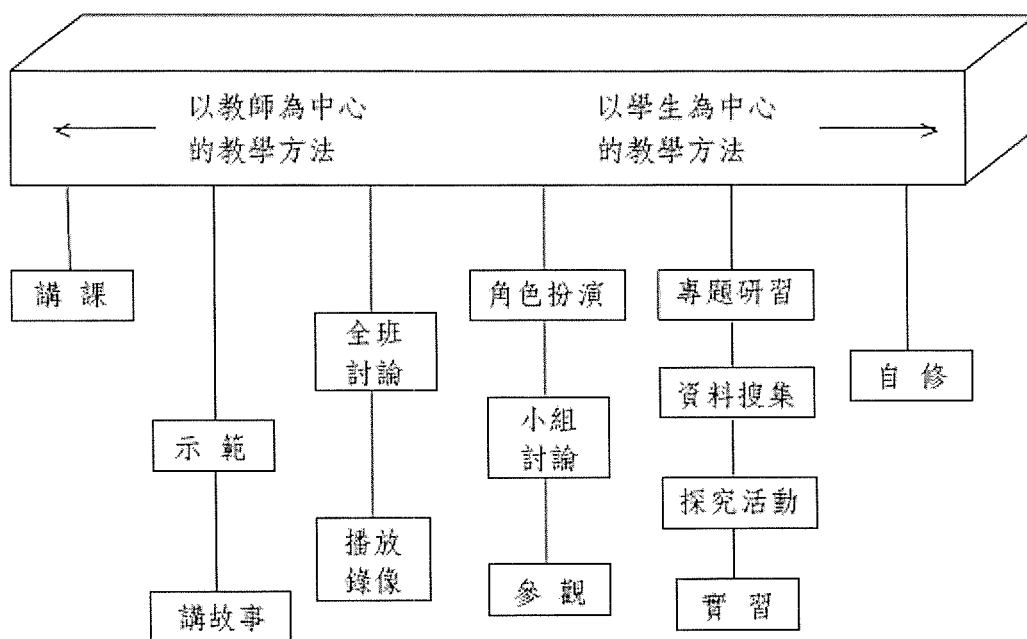 以教師為中心
的教學方法
以學生為中心
的教學方法
講課
示範
講故事
全班
討論
播放
錄像
角色扮演
小組
討論
參觀
專題研習
資料搜集
探究活動
實習
自修